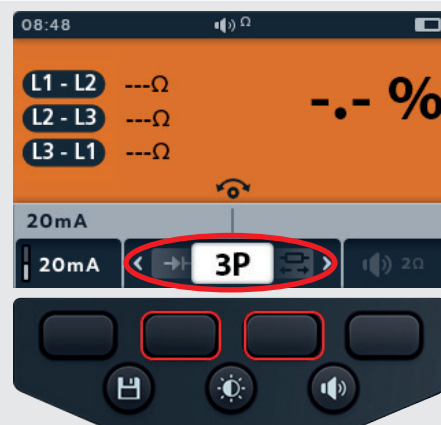 08:48 Ω
L1 - L2 ---Ω
-.- %
L2 - L3 ---Ω
L3 - L1 ---Ω
20mA
20mA < 3P > 2Ω